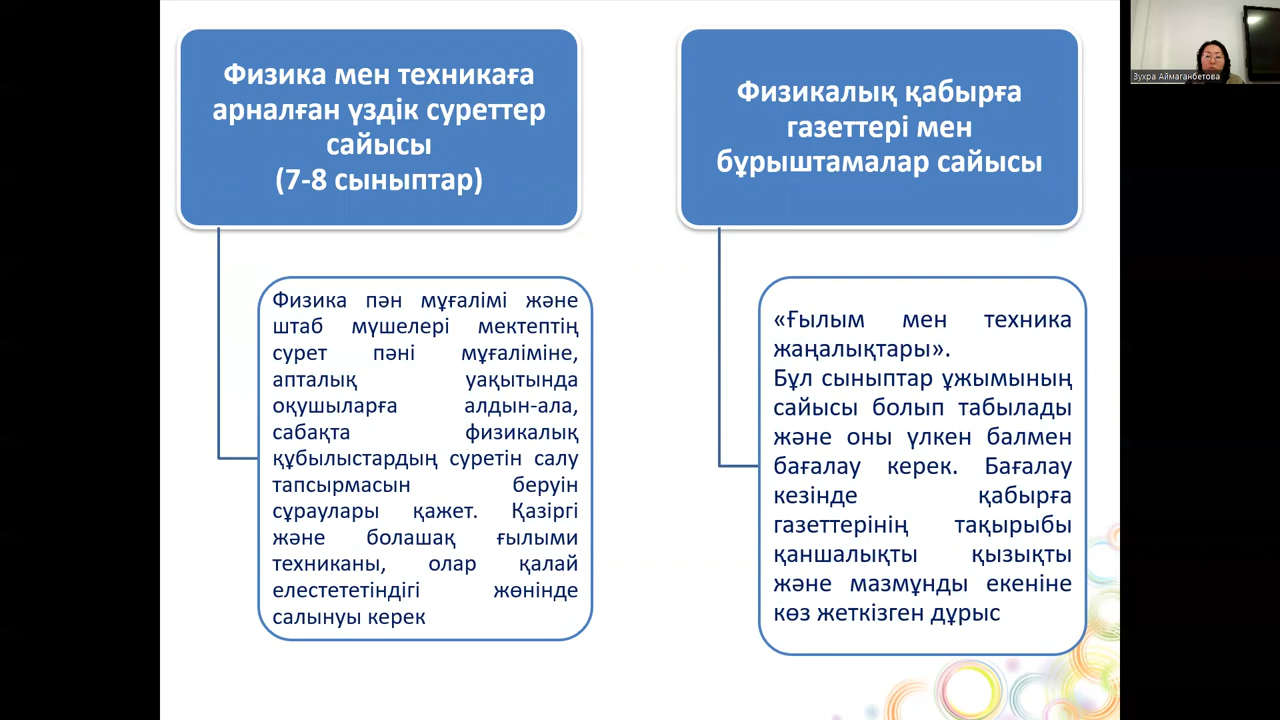 Физика мен техникаға
арналған үздік суреттер
сайысы
(7-8 сыныптар)
Физика пән мұғалімі және
штаб мүшелері мектептің
сурет пәні мұғаліміне,
апталық уақытында
оқушыларға алдын-ала,
сабақта физикалық
құбылыстардың суретін салу
тапсырмасын беруін
сұраулары қажет. Қазіргі
және болашақ ғылыми
техниканы, олар қалай
елестететіндігі жөнінде
салынуы керек
Физикалық қабырға
газеттері мен
бұрыштамалар сайысы
«Ғылым мен техника
жаңалықтары».
Бұл сыныптар ұжымының
сайысы болып табылады
және оны үлкен балмен
бағалау керек. Бағалау
кезінде қабырға
газеттерінің тақырыбы
қаншалықты қызықты
және мазмұнды екеніне
көз жеткізген дұрыс
Зухра Аймаганбетова